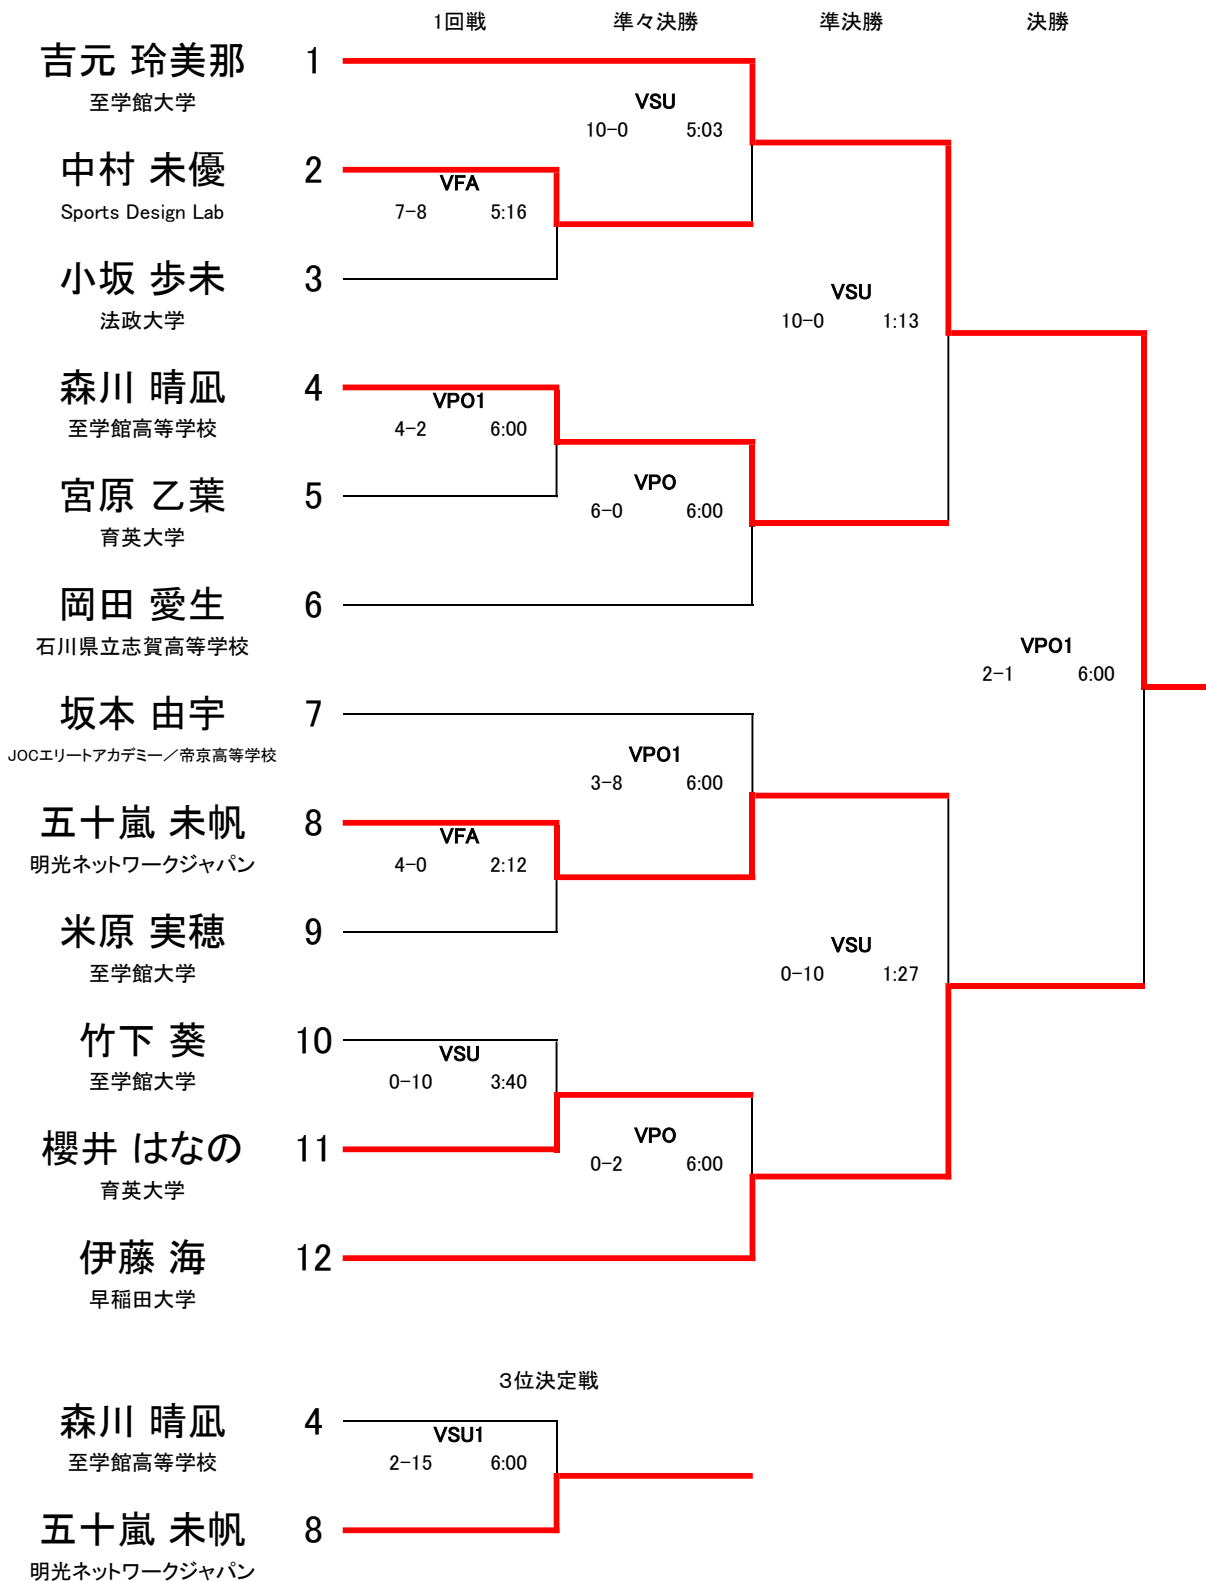 1回戦 準々決勝 準決勝 決勝
吉元 玲美那 1
至学館大学
VSU
10-0 5:03
中村 未優 2
Sports Design Lab
VFA
7-8 5:16
小坂 歩未 3
法政大学
VSU
10-0 1:13
森川 晴凪 4
至学館高等学校
VPO1
4-2 6:00
宮原 乙葉 5
育英大学
VPO
6-0 6:00
岡田 愛生 6
石川県立志賀高等学校
VPO1
2-1 6:00
坂本 由宇 7
JOCエリートアカデミー／帝京高等学校
VPO1
3-8 6:00
五十嵐 未帆 8
明光ネットワークジャパン
VFA
4-0 2:12
米原 実穂 9
至学館大学
VSU
0-10 1:27
竹下 葵 10
至学館大学
VSU
0-10 3:40
櫻井 はなの 11
育英大学
VPO
0-2 6:00
伊藤 海 12
早稲田大学
３位決定戦
森川 晴凪 4
至学館高等学校
VSU1
2-15 6:00
五十嵐 未帆 8
明光ネットワークジャパン